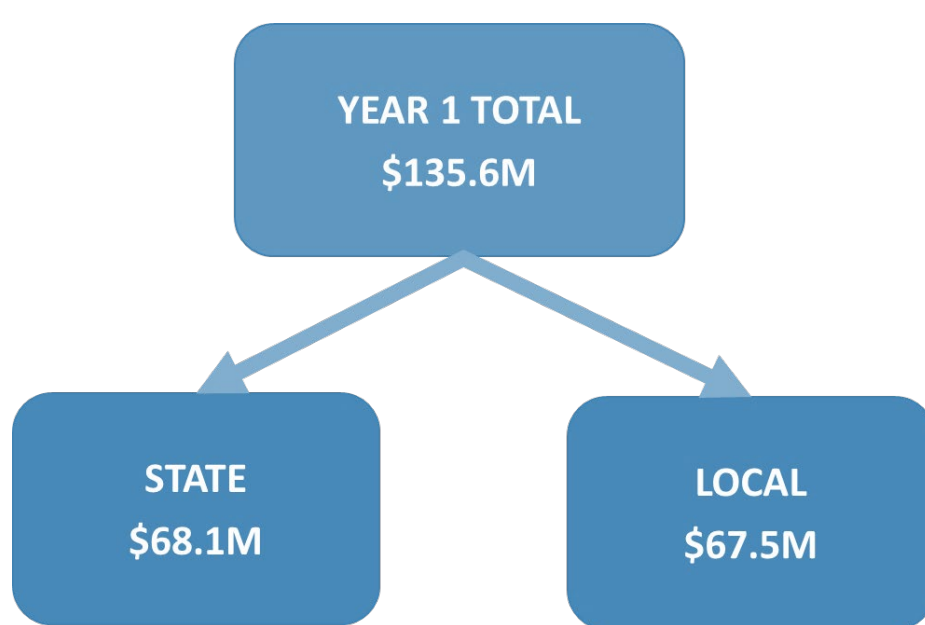 YEAR 1 TOTAL
$135.6M
STATE
$68.1M
LOCAL
$67.5M